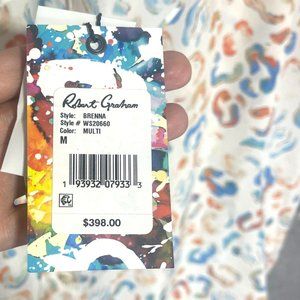 Robert Graham
Style: BRENNA
Style # WS20660
Color: MULTI
M
1 93932 07933 3
$398.00